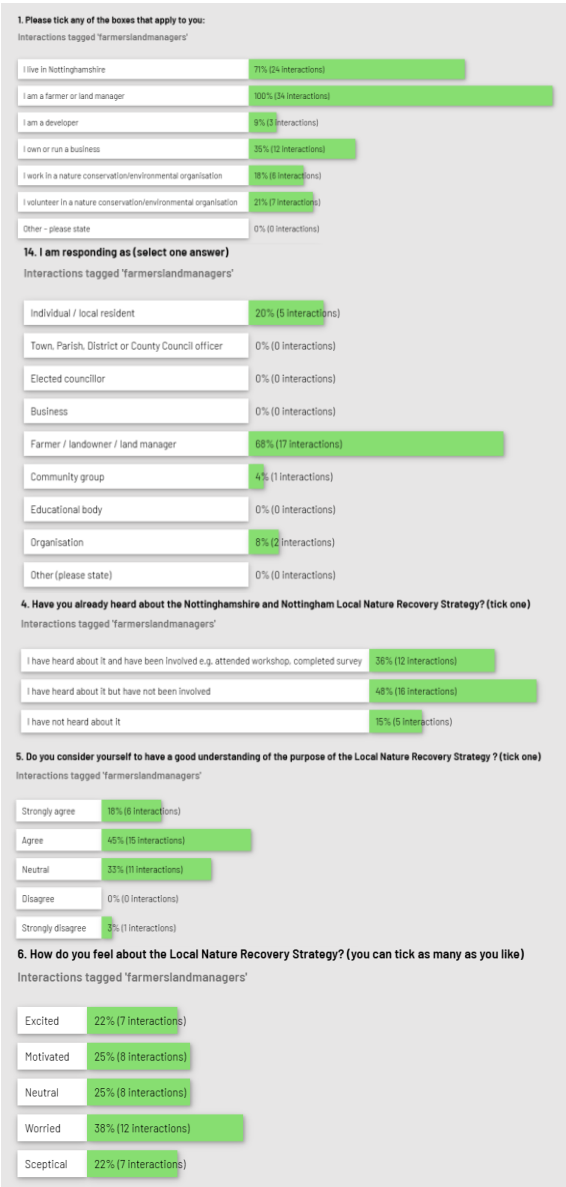 1. Please tick any of the boxes that apply to you:
Interactions tagged 'farmerslandmanagers'
I live in Nottinghamshire 71% (24 interactions)
I am a farmer or land manager 100% (34 interactions)
I am a developer 9% (3 interactions)
I own or run a business 35% (12 interactions)
I work in a nature conservation/environmental organisation 18% (6 interactions)
I volunteer in a nature conservation/environmental organisation 21% (7 interactions)
Other – please state 0% (0 interactions)
14. I am responding as (select one answer)
Interactions tagged 'farmerslandmanagers'
Individual / local resident 20% (5 interactions)
Town, Parish, District or County Council officer 0% (0 interactions)
Elected councillor 0% (0 interactions)
Business 0% (0 interactions)
Farmer / landowner / land manager 68% (17 interactions)
Community group 4% (1 interactions)
Educational body 0% (0 interactions)
Organisation 8% (2 interactions)
Other (please state) 0% (0 interactions)
4. Have you already heard about the Nottinghamshire and Nottingham Local Nature Recovery Strategy? (tick one)
Interactions tagged 'farmerslandmanagers'
I have heard about it and have been involved e.g. attended workshop, completed survey 36% (12 interactions)
I have heard about it but have not been involved 48% (16 interactions)
I have not heard about it 15% (5 interactions)
5. Do you consider yourself to have a good understanding of the purpose of the Local Nature Recovery Strategy ? (tick one)
Interactions tagged 'farmerslandmanagers'
Strongly agree 18% (6 interactions)
Agree 45% (15 interactions)
Neutral 33% (11 interactions)
Disagree 0% (0 interactions)
Strongly disagree 3% (1 interactions)
6. How do you feel about the Local Nature Recovery Strategy? (you can tick as many as you like)
Interactions tagged 'farmerslandmanagers'
Excited 22% (7 interactions)
Motivated 25% (8 interactions)
Neutral 25% (8 interactions)
Worried 38% (12 interactions)
Sceptical 22% (7 interactions)